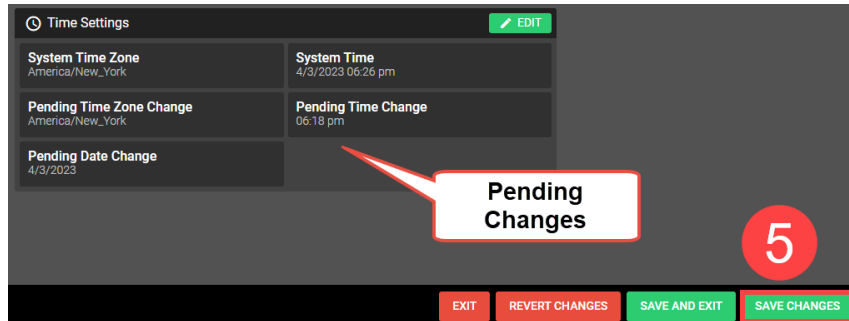 Time Settings
EDIT
System Time Zone
America/New_York
System Time
4/3/2023 06:26 pm
Pending Time Zone Change
America/New_York
Pending Time Change
06:18 pm
Pending Date Change
4/3/2023
Pending
Changes
5
EXIT
REVERT CHANGES
SAVE AND EXIT
SAVE CHANGES